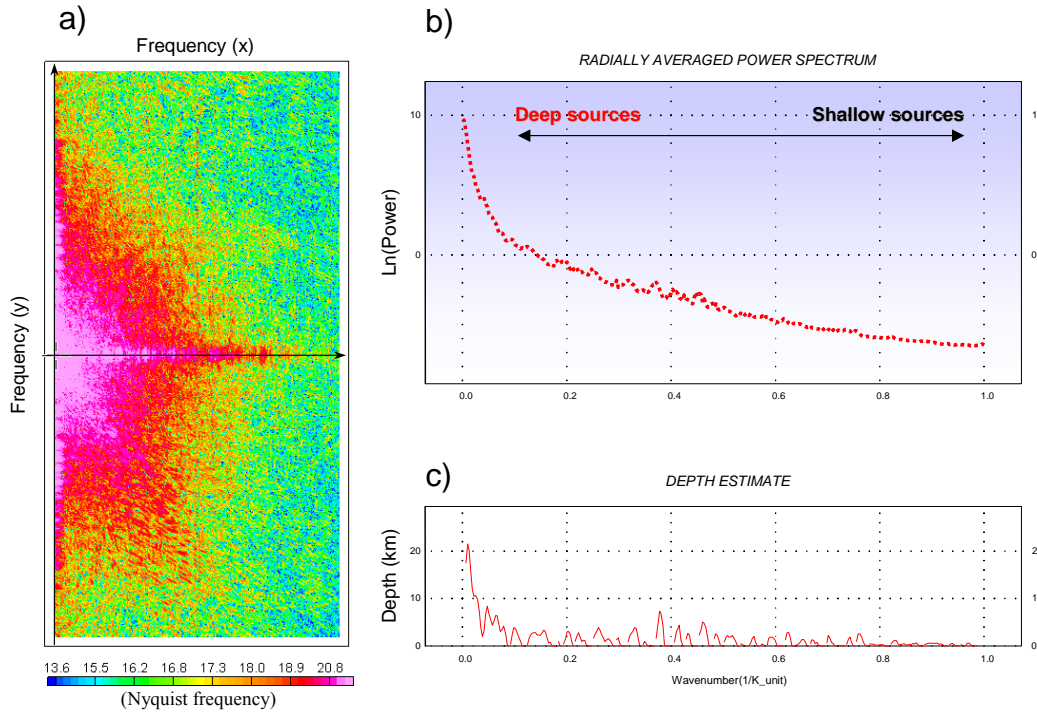 a)
Frequency (x)
Frequency (y)
13.6 15.5 16.2 16.8 17.3 18.0 18.9 19.9 20.8
(Nyquist frequency)
b)
RADIALLY AVERAGED POWER SPECTRUM
Deep sources
Shallow sources
Ln(Power)
10
1
0
0
0.0 0.2 0.4 0.6 0.8 1.0
c)
DEPTH ESTIMATE
Depth (km)
20
2
10
1
0
0
0.0 0.2 0.4 0.6 0.8 1.0
Wavenumber(1/K_unit)